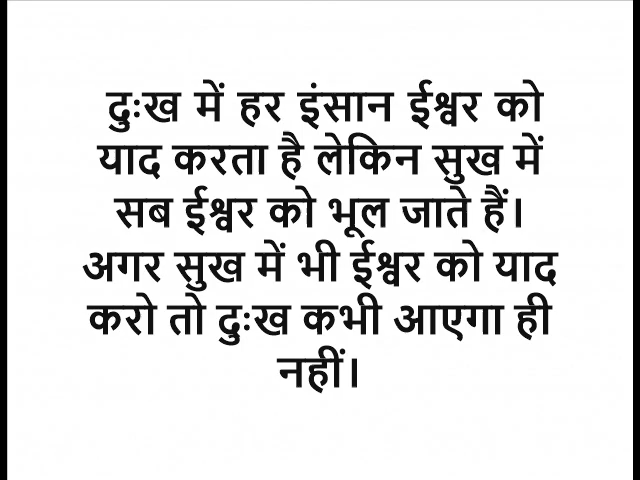 दुःख में हर इंसान ईश्वर को
याद करता है लेकिन सुख में
सब ईश्वर को भूल जाते हैं।
अगर सुख में भी ईश्वर को याद
करो तो दुःख कभी आएगा ही
नहीं।